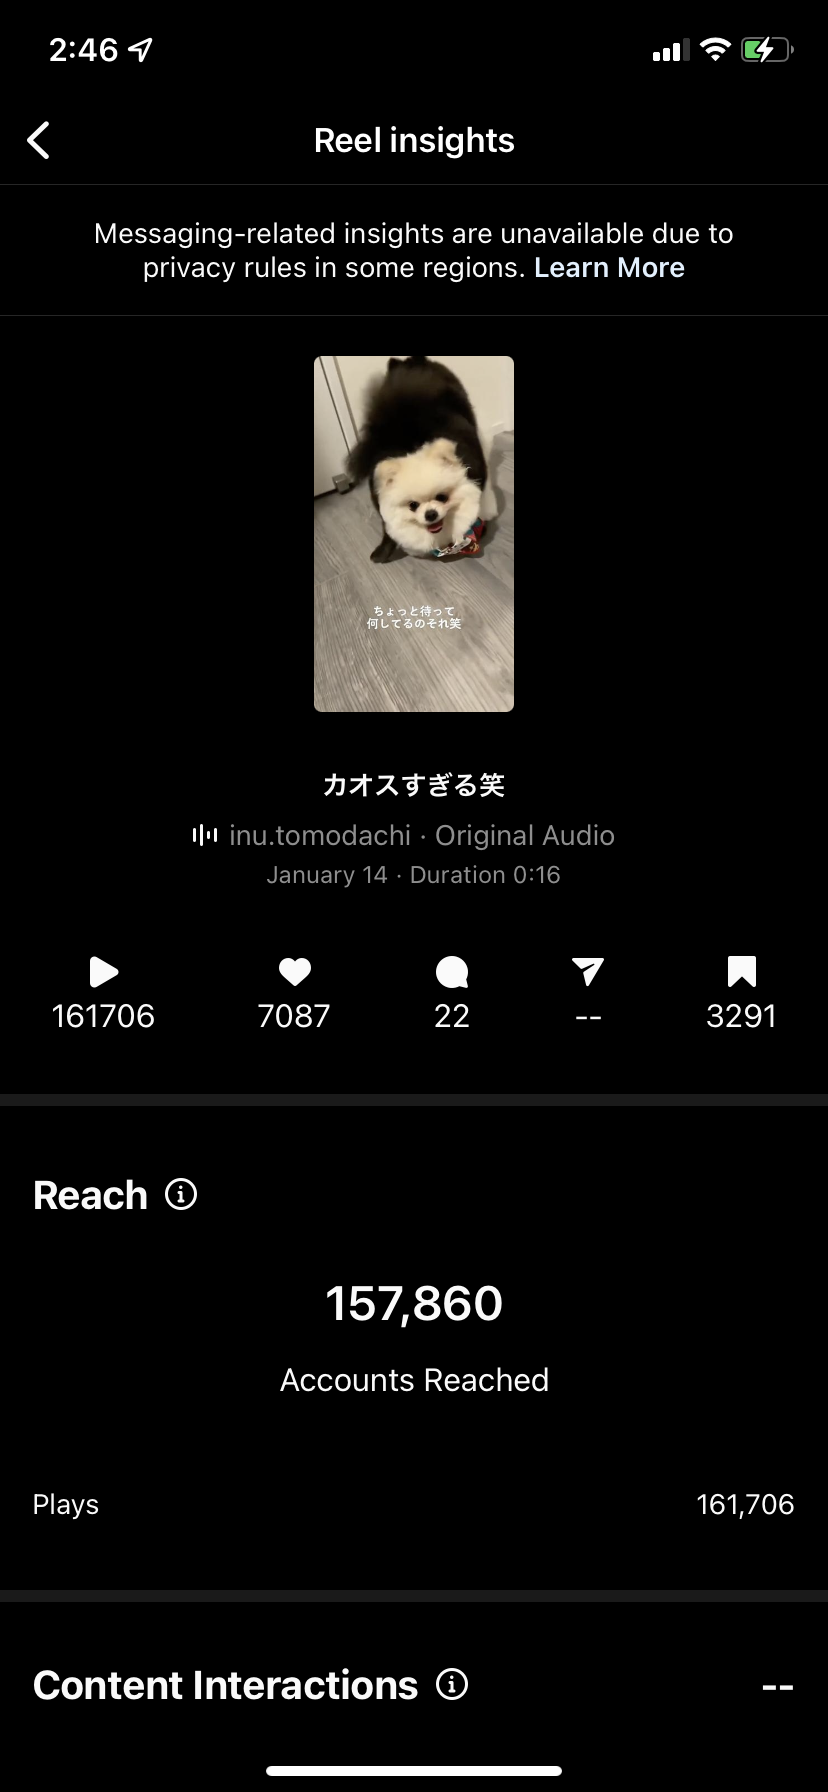 2:46
Reel insights
Messaging-related insights are unavailable due to
privacy rules in some regions. Learn More
ちょっと待って
何してるのそれ笑
カオスすぎる笑
inu.tomodachi · Original Audio
January 14 · Duration 0:16
161706 7087 22 -- 3291
Reach
157,860
Accounts Reached
Plays 161,706
Content Interactions --